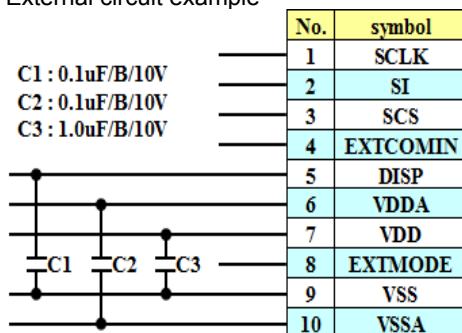 External circuit example
No. symbol
C1 : 0.1uF/B/10V
C2 : 0.1uF/B/10V
C3 : 1.0uF/B/10V
1 SCLK
2 SI
3 SCS
4 EXTCOMIN
5 DISP
6 VDDA
7 VDD
C1 C2 C3
8 EXTMODE
9 VSS
10 VSSA